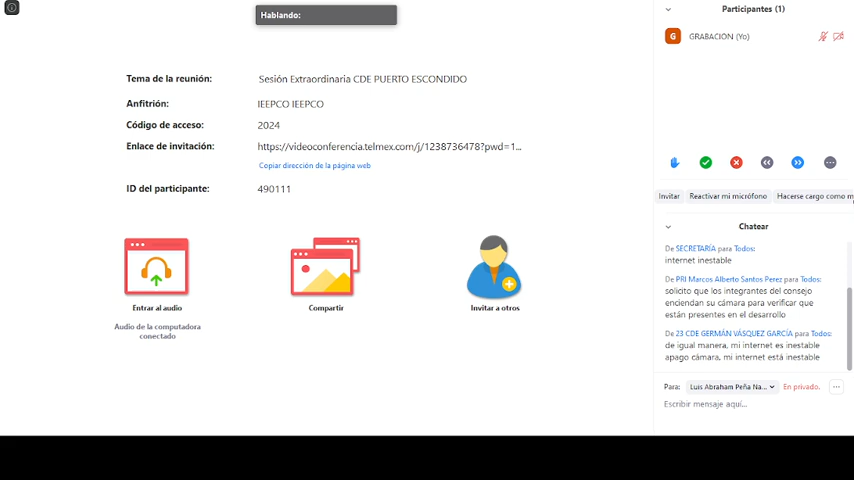 Hablando:
Tema de la reunión: Sesión Extraordinaria CDE PUERTO ESCONDIDO
Anfitrión: IEEPCO IEEPCO
Código de acceso: 2024
Enlace de invitación: https://videoconferencia.telmex.com/j/1238736478?pwd=1...
Copiar dirección de la página web
ID del participante: 490111
Entrar al audio
Audio de la computadora
conectado
Compartir
Invitar a otros
Participantes (1)
G GRABACION (Yo)
Invitar Reactivar mi micrófono Hacerse cargo como m
Chatear
De SECRETARÍA para Todos:
internet inestable
De PRI Marcos Alberto Santos Perez para Todos:
solicito que los integrantes del consejo
enciendan su cámara para verificar que
están presentes en el desarrollo
De 23 CDE GERMÁN VÁSQUEZ GARCÍA para Todos:
de igual manera, mi internet es inestable
apago cámara, mi internet está inestable
Para: Luis Abraham Peña Na... En privado. ...
Escribir mensaje aquí...